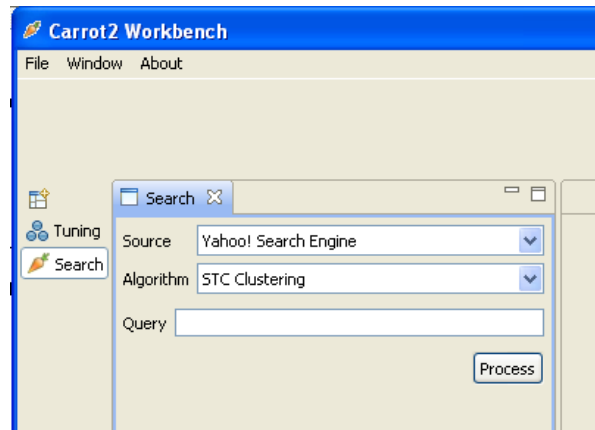 Carrot2 Workbench
File Window About
Search
Tuning
Search
Source Yahoo! Search Engine
Algorithm STC Clustering
Query
Process